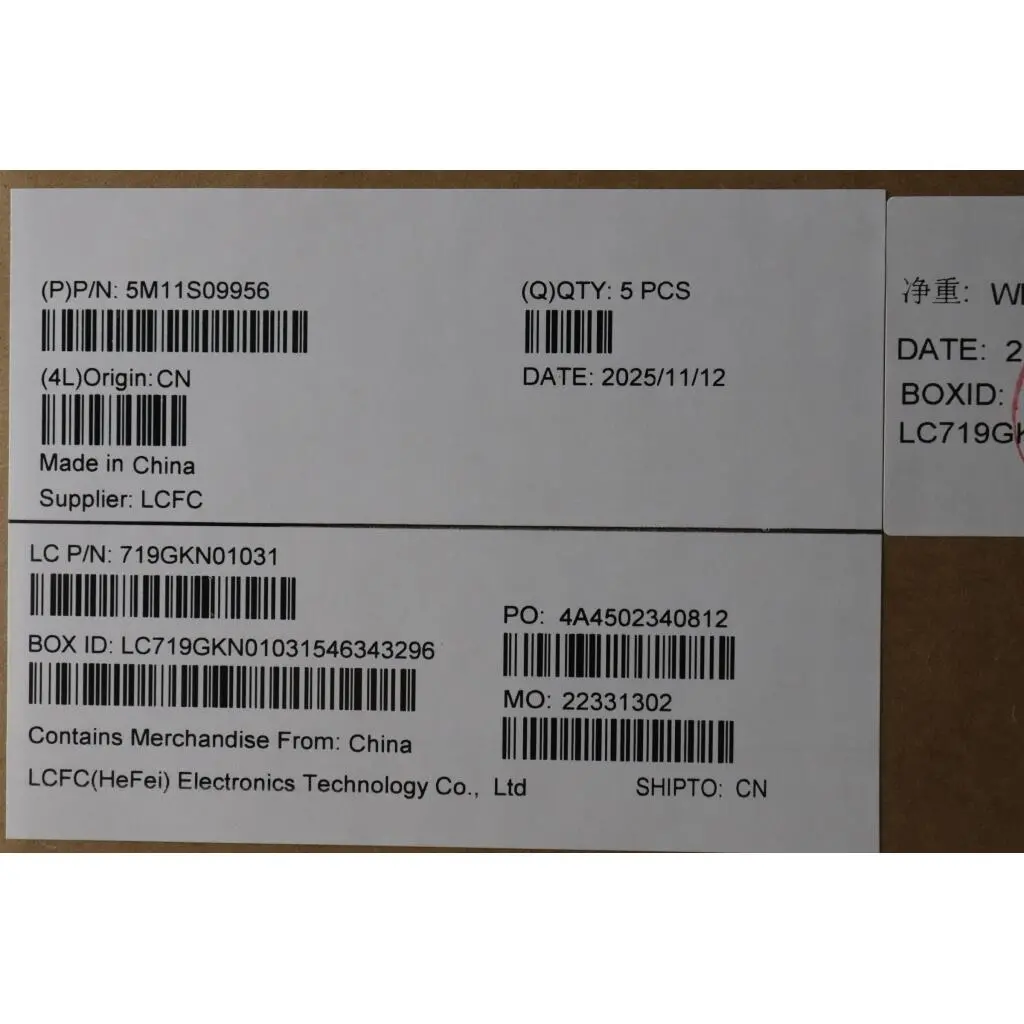 (P)P/N: 5M11S09956
(Q)QTY: 5 PCS
(4L)Origin:CN
DATE: 2025/11/12
Made in China
Supplier: LCFC
LC P/N: 719GKN01031
PO: 4A4502340812
BOX ID: LC719GKN01031546343296
MO: 22331302
Contains Merchandise From: China
LCFC(HeFei) Electronics Technology Co., Ltd
SHIPTO: CN
净重:
DATE: 2
BOXID:
LC719GK